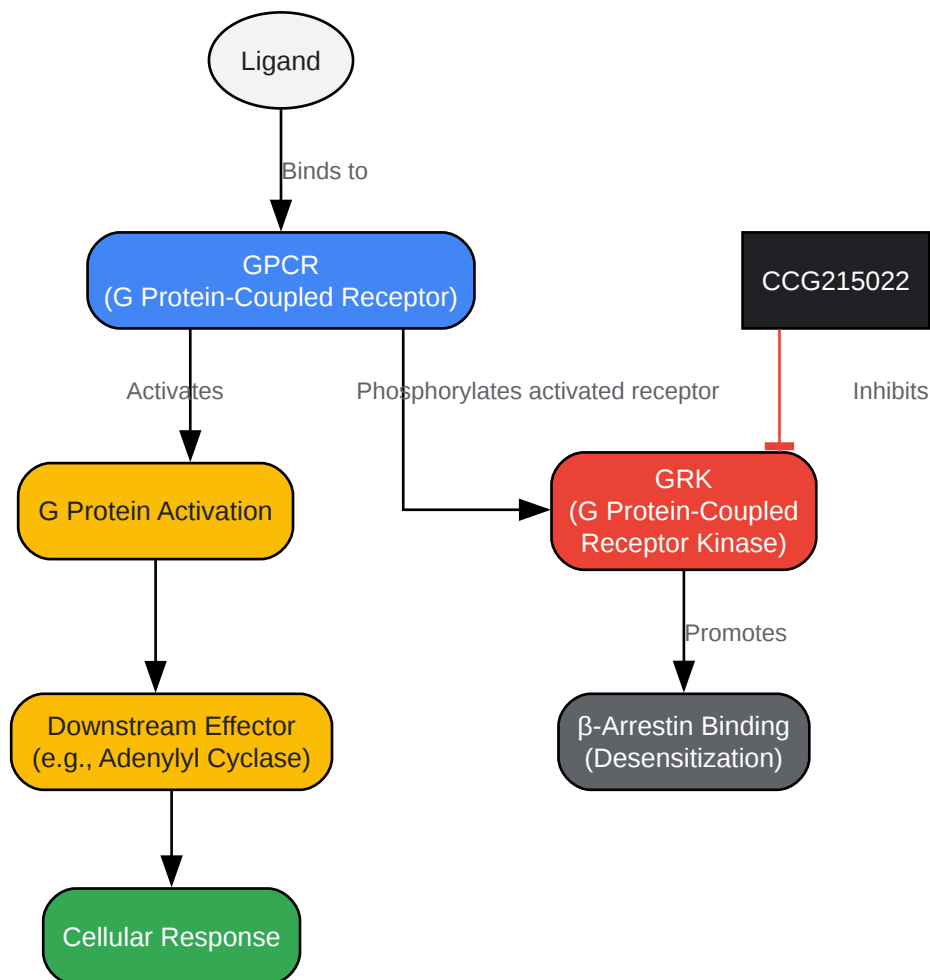 Ligand
Binds to
GPCR
(G Protein-Coupled Receptor)
CCG215022
Activates
Phosphorylates activated receptor
Inhibits
G Protein Activation
GRK
(G Protein-Coupled
Receptor Kinase)
Promotes
Downstream Effector
(e.g., Adenylyl Cyclase)
β-Arrestin Binding
(Desensitization)
Cellular Response